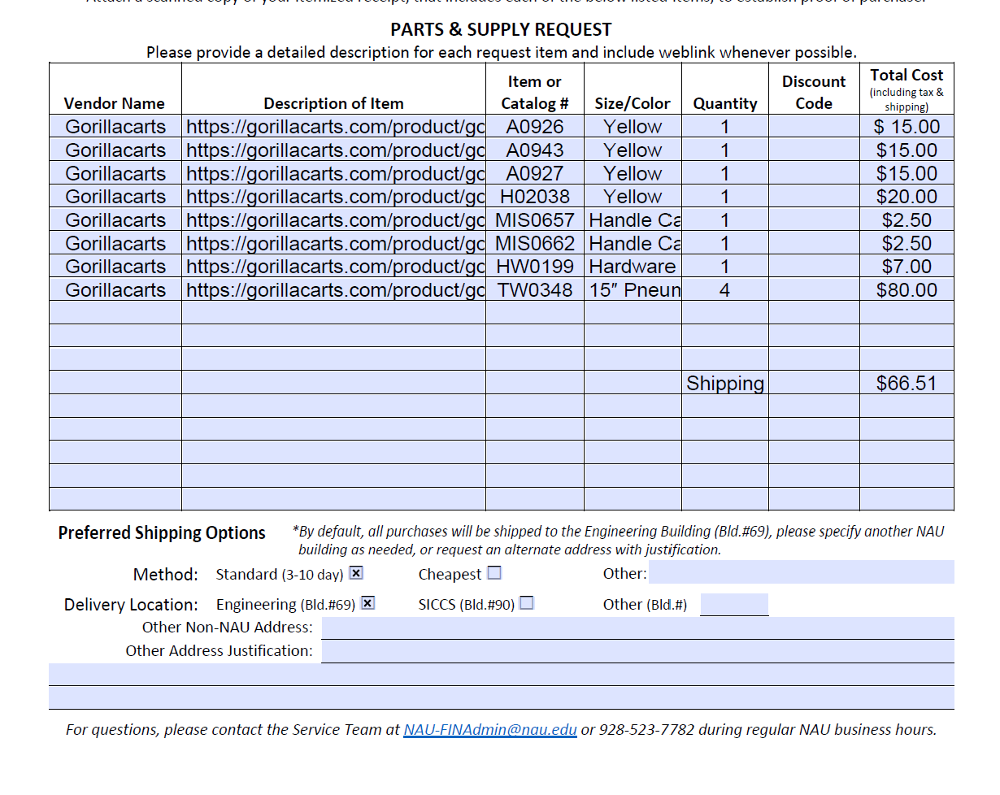 Attach a scanned copy of your itemized receipt, that includes each of the below listed items, to establish proof of purchase.
PARTS & SUPPLY REQUEST
Please provide a detailed description for each request item and include weblink whenever possible.
Vendor Name Description of Item Item or Catalog # Size/Color Quantity Discount Code Total Cost (including tax & shipping)
Gorillacarts https://gorillacarts.com/product/gc A0926 Yellow 1 $ 15.00
Gorillacarts https://gorillacarts.com/product/gc A0943 Yellow 1 $15.00
Gorillacarts https://gorillacarts.com/product/gc A0927 Yellow 1 $15.00
Gorillacarts https://gorillacarts.com/product/gc H02038 Yellow 1 $20.00
Gorillacarts https://gorillacarts.com/product/gc MIS0657 Handle Ca 1 $2.50
Gorillacarts https://gorillacarts.com/product/gc MIS0662 Handle Ca 1 $2.50
Gorillacarts https://gorillacarts.com/product/gc HW0199 Hardware 1 $7.00
Gorillacarts https://gorillacarts.com/product/gc TW0348 15″ Pneun 4 $80.00
Shipping $66.51
Preferred Shipping Options *By default, all purchases will be shipped to the Engineering Building (Bld.#69), please specify another NAU
building as needed, or request an alternate address with justification.
Method: Standard (3-10 day) Cheapest Other:
Delivery Location: Engineering (Bld.#69) SICCS (Bld.#90) Other (Bld.#)
Other Non-NAU Address:
Other Address Justification:
For questions, please contact the Service Team at NAU-FINAdmin@nau.edu or 928-523-7782 during regular NAU business hours.